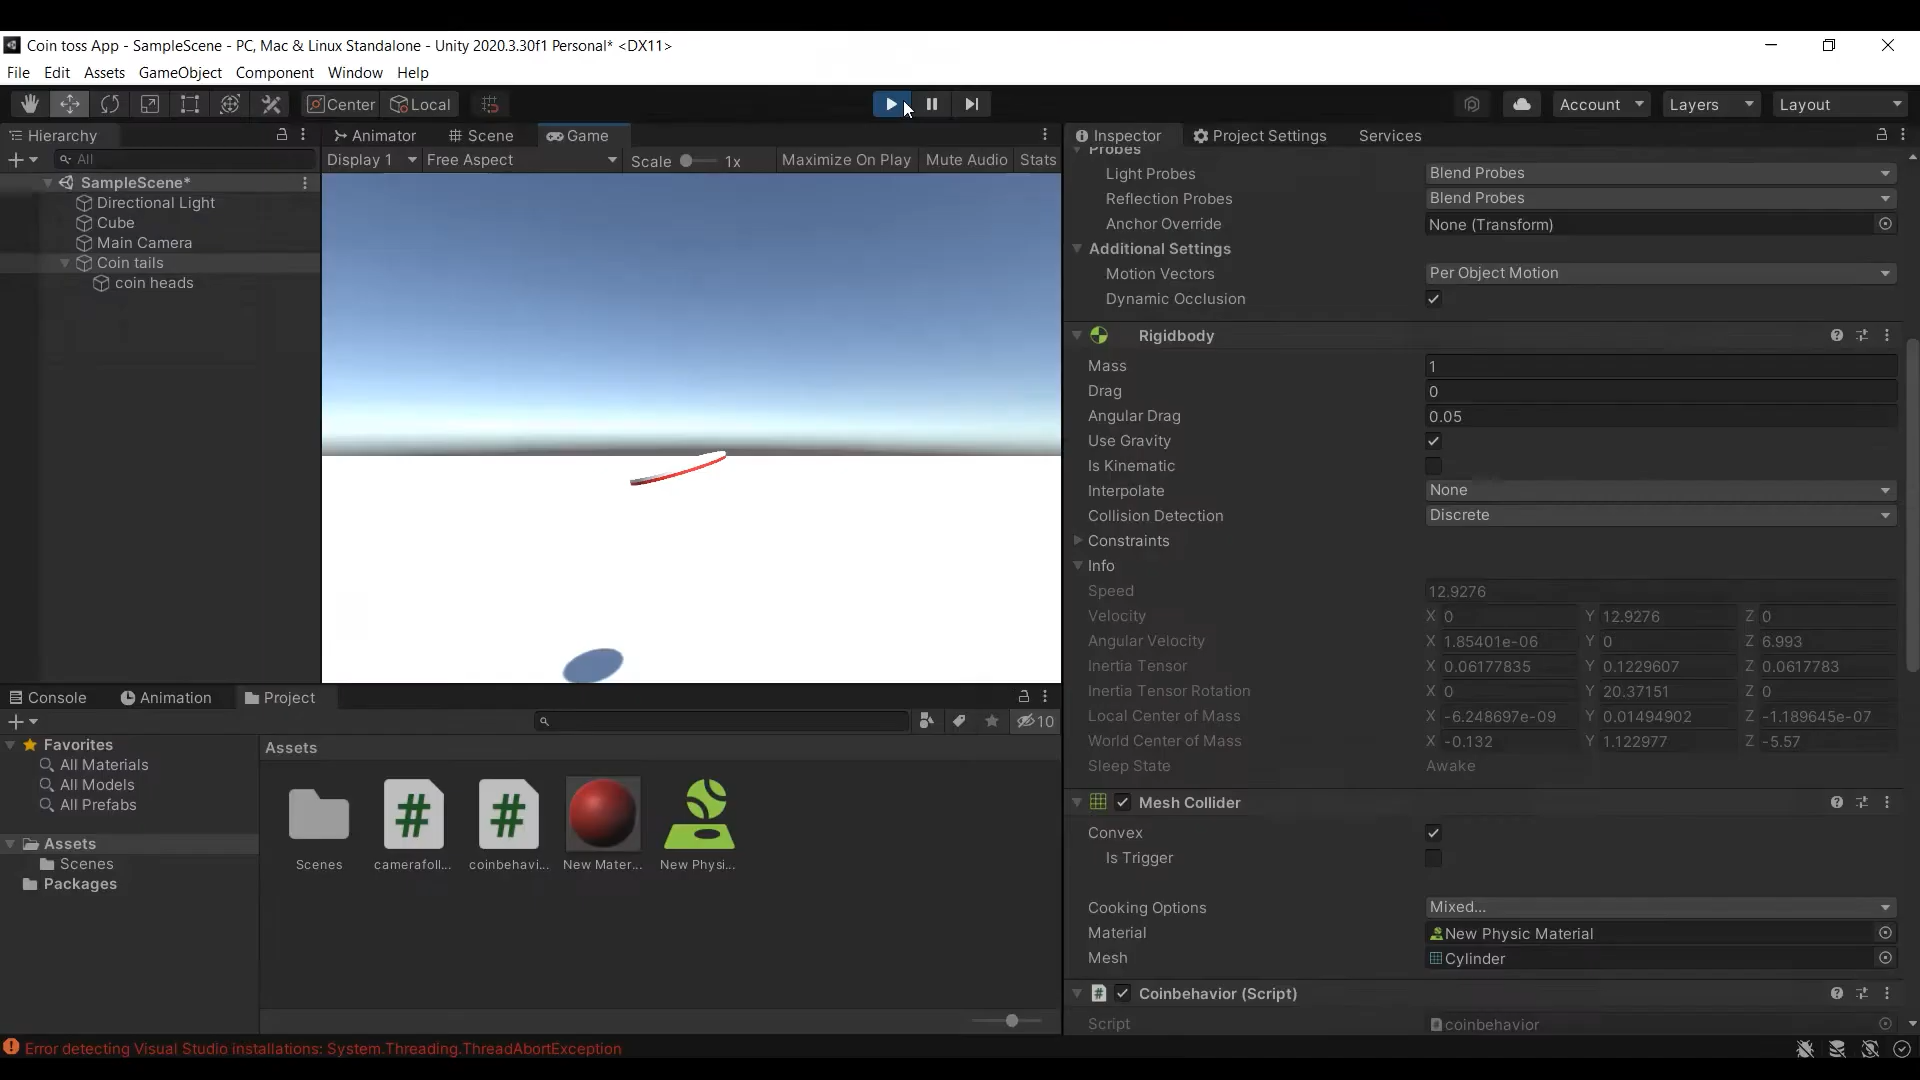 Coin toss App - SampleScene - PC, Mac & Linux Standalone - Unity 2020.3.30f1 Personal* <DX11>
File Edit Assets GameObject Component Window Help
Center Local Account Layers Layout
Hierarchy
All
SampleScene*
Directional Light
Cube
Main Camera
Coin tails
coin heads
Animator Scene Game
Display 1 Free Aspect Scale 1x Maximize On Play Mute Audio Stats
Inspector Project Settings Services
Probes
Light Probes Blend Probes
Reflection Probes Blend Probes
Anchor Override None (Transform)
Additional Settings
Motion Vectors Per Object Motion
Dynamic Occlusion
Rigidbody
Mass 1
Drag 0
Angular Drag 0.05
Use Gravity
Is Kinematic
Interpolate None
Collision Detection Discrete
Constraints
Info
Speed 12.9276
Velocity X 0 Y 12.9276 Z 0
Angular Velocity X 1.85401e-06 Y 0 Z 6.993
Inertia Tensor X 0.06177835 Y 0.1229607 Z 0.0617783
Inertia Tensor Rotation X 0 Y 20.37151 Z 0
Local Center of Mass X -6.248697e-09 Y 0.01494902 Z -1.189645e-07
World Center of Mass X -0.132 Y 1.122977 Z -5.57
Sleep State Awake
Mesh Collider
Convex
Is Trigger
Cooking Options Mixed...
Material New Physic Material
Mesh Cylinder
# Coinbehavior (Script)
Script coinbehavior
Console Animation Project
10
Favorites
All Materials
All Models
All Prefabs
Assets
Scenes
Packages
Assets
Scenes camerafoll... coinbehavi... New Mater... New Physi...
Error detecting Visual Studio installations: System.Threading.ThreadAbortException